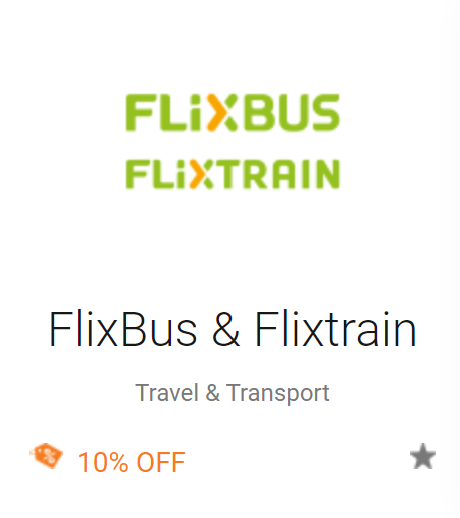 FLiXBUS
FLiXTRAIN
FlixBus & Flixtrain
Travel & Transport
10% OFF